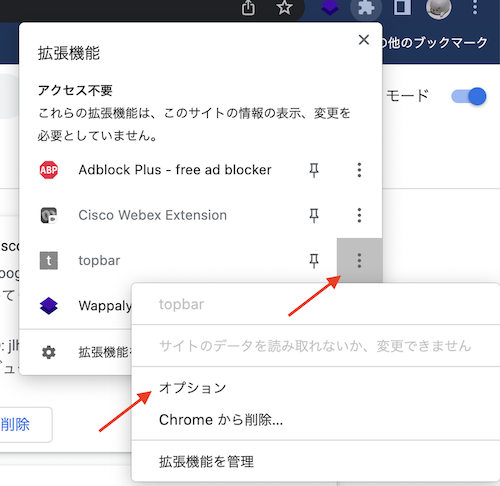 の他のブックマーク
拡張機能
モード
アクセス不要
これらの拡張機能は、このサイトの情報の表示、変更を
必要としていません。
ABP Adblock Plus - free ad blocker
Cisco Webex Extension
t topbar
Wappaly
拡張機能を
topbar
サイトのデータを読み取れないか、変更できません
オプション
Chrome から削除...
拡張機能を管理
削除